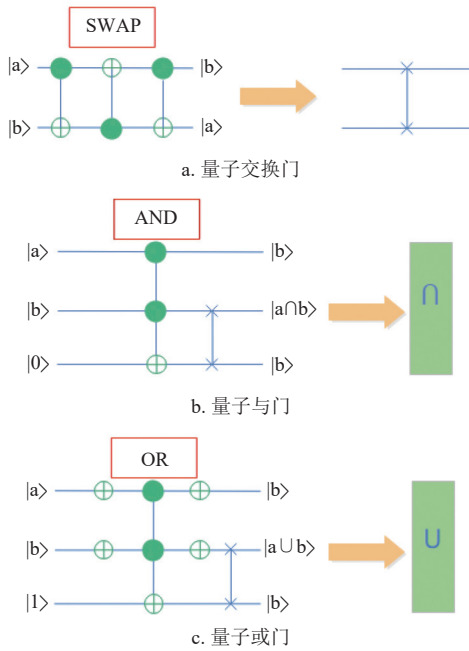 SWAP
|a> |b>
|b> |a>
a. 量子交换门
AND
|a> |b>
|b> |a∩b> ∩
|0> |b>
b. 量子与门
OR
|a> |b>
|b> |a∪b> ∪
|1> |b>
c. 量子或门